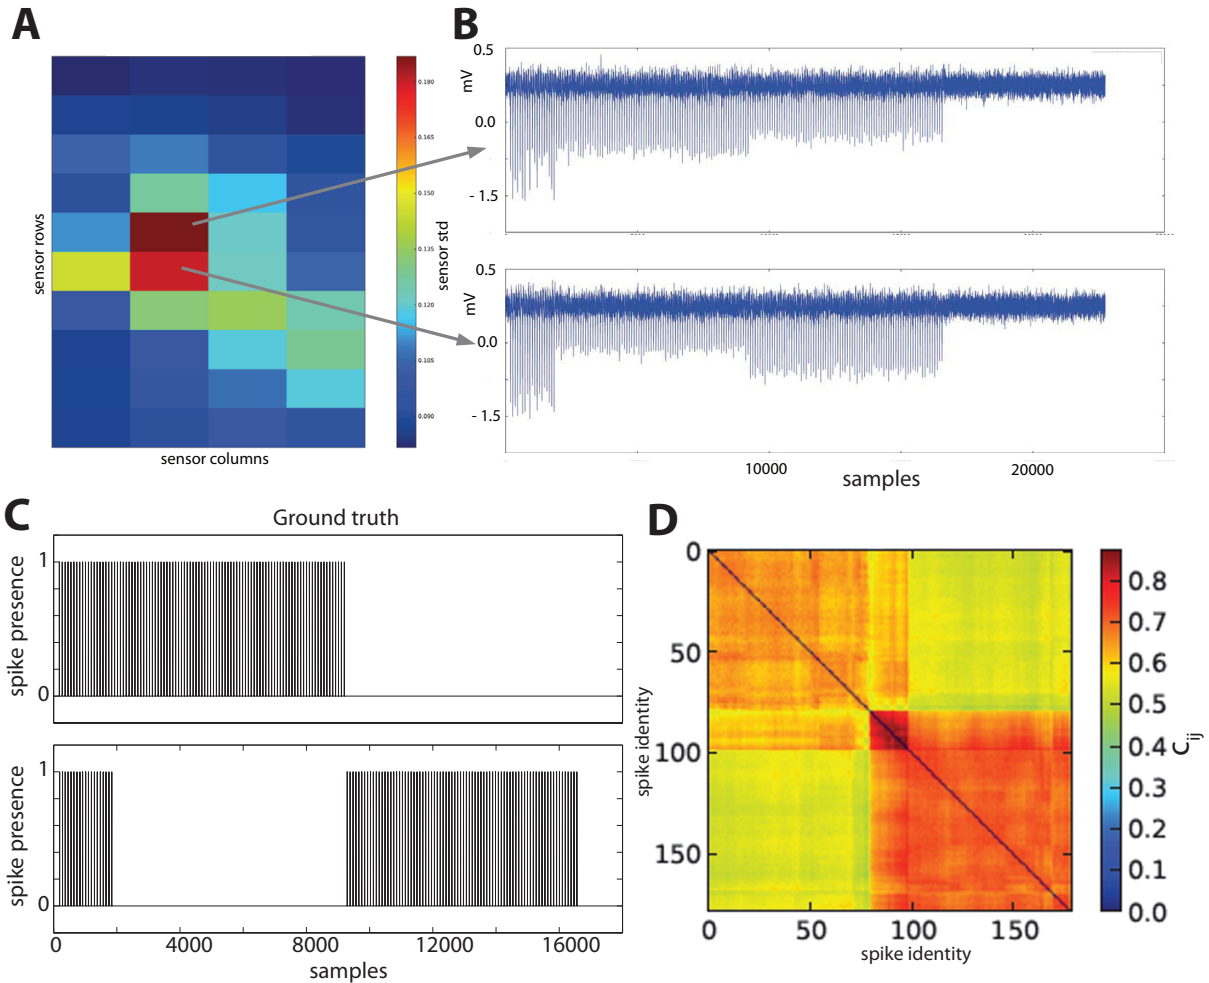 A
sensor rows
sensor columns
0.180
0.165
0.150
0.135
0.120
0.105
0.090
sensor std
B
0.5
mV
0.0
- 1.5
0.5
mV
0.0
- 1.5
10000
20000
samples
C
Ground truth
1
spike presence
0
1
spike presence
0
0
4000
8000
12000
16000
samples
D
0
50
100
150
spike identity
0
50
100
150
spike identity
0.8
0.7
0.6
0.5
0.4
0.3
0.2
0.1
0.0
Cij